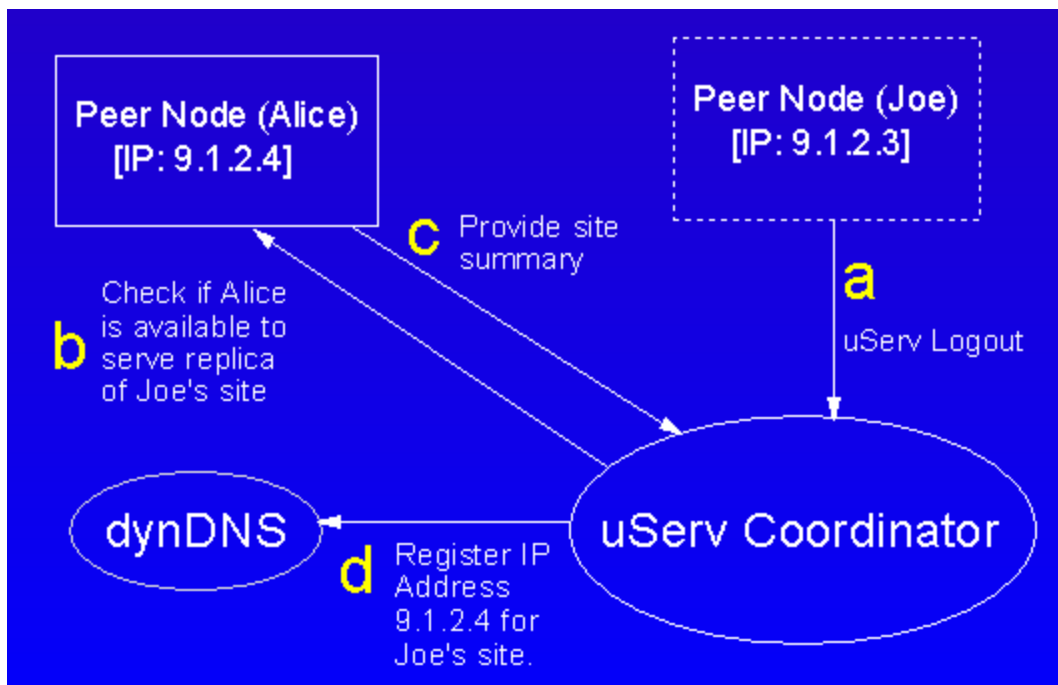 Peer Node (Alice)
[IP: 9.1.2.4]
Peer Node (Joe)
[IP: 9.1.2.3]
c
Provide site
summary
a
uServ Logout
b
Check if Alice
is available to
serve replica
of Joe's site
dynDNS
d
Register IP
Address
9.1.2.4 for
Joe's site.
uServ Coordinator